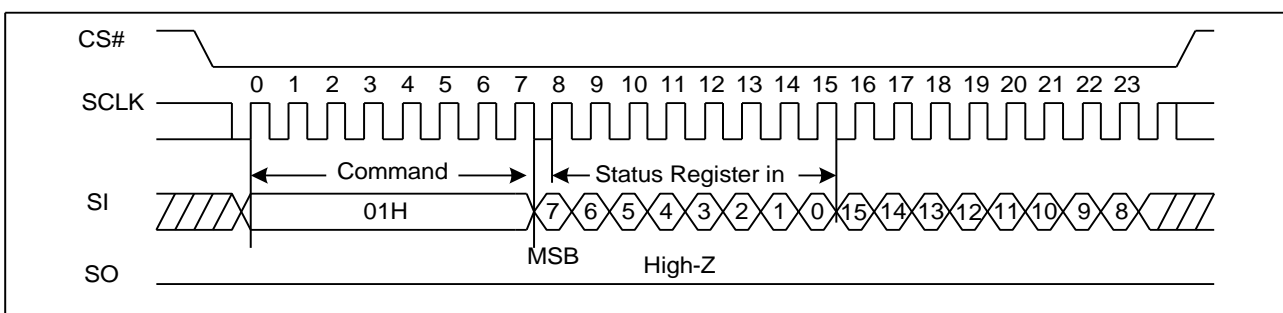 CS#
0 1 2 3 4 5 6 7 8 9 10 11 12 13 14 15 16 17 18 19 20 21 22 23
SCLK
Command Status Register in
SI 01H 7 6 5 4 3 2 1 0 15 14 13 12 11 10 9 8
MSB High-Z
SO